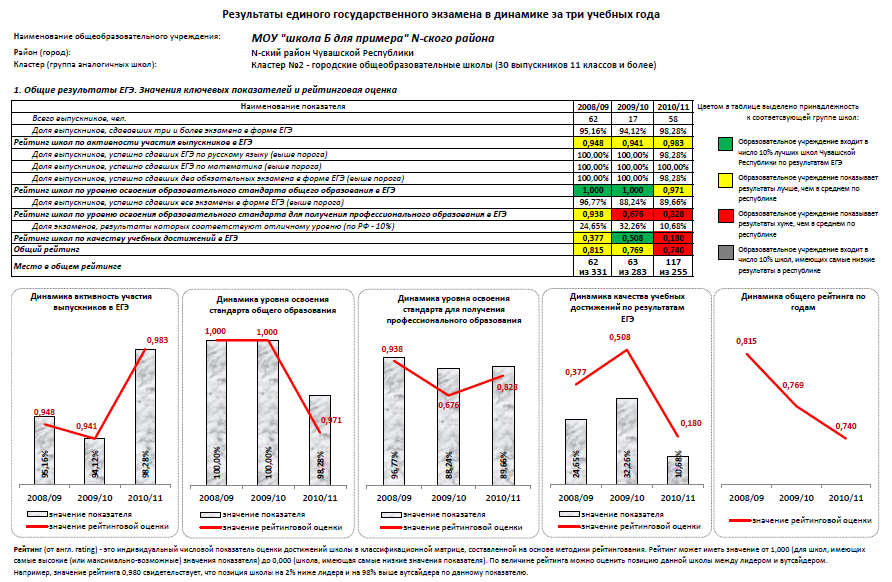 Результаты единого государственного экзамена в динамике за три учебных года
Наименование общеобразовательного учреждения: МОУ "школа Б для примера" N-ского района
Район (город): N-ский район Чувашской Республики
Кластер (группа аналогичных школ): Кластер №2 - городские общеобразовательные школы (30 выпускников 11 классов и более)
1. Общие результаты ЕГЭ. Значения ключевых показателей и рейтинговая оценка
Наименование показателя 2008/09 2009/10 2010/11
Всего выпускников, чел. 62 17 58
Доля выпускников, сдававших три и более экзамена в форме ЕГЭ 95,16% 94,12% 98,28%
Рейтинг школ по активности участия выпускников в ЕГЭ 0,948 0,941 0,983
Доля выпускников, успешно сдавших ЕГЭ по русскому языку (выше порога) 100,00% 100,00% 98,28%
Доля выпускников, успешно сдавших ЕГЭ по математике (выше порога) 100,00% 100,00% 100,00%
Доля выпускников, успешно сдавших два обязательных экзамена в форме ЕГЭ (выше порога) 100,00% 100,00% 98,28%
Рейтинг школ по уровню освоения образовательного стандарта общего образования в ЕГЭ 1,000 1,000 0,971
Доля выпускников, успешно сдавших все экзамены в форме ЕГЭ (выше порога) 96,77% 88,24% 89,66%
Рейтинг школ по уровню освоения образовательного стандарта для получения профессионального образования в ЕГЭ 0,938 0,676 0,828
Доля экзаменов, результаты которых соответствуют отличному уровню (по РФ - 10%) 24,65% 32,26% 10,68%
Рейтинг школ по качеству учебных достижений в ЕГЭ 0,377 0,508 0,180
Общий рейтинг 0,815 0,769 0,740
Место в общем рейтинге 62 63 117
из 331 из 283 из 255
Цветом в таблице выделено принадлежность
к соответсвующей группе школ:
Образовательное учреждение входит в
число 10% лучших школ Чувашской
Республики по результатам ЕГЭ
Образовательное учреждение показывает
результаты лучше, чем в среднем по
республике
Образовательное учреждение показывает
результаты хуже, чем в среднем по
республике
Образовательное учреждение входит в
число 10% школ, имеющих самые низкие
результаты в республике
Динамика активность участия
выпускников в ЕГЭ
0,948
0,941
0,983
95,16%
94,12%
98,28%
2008/09 2009/10 2010/11
значение показателя
значение рейтинговой оценки
Динамика уровня освоения
стандарта общего образования
1,000
1,000
0,971
100,00%
100,00%
98,28%
2008/09 2009/10 2010/11
значение показателя
значение рейтинговой оценки
Динамика уровня освоения
стандарта для получения
профессионального образования
0,938
0,676
0,828
96,77%
88,24%
89,66%
2008/09 2009/10 2010/11
значение показателя
значение рейтинговой оценки
Динамика качества учебных
достижений по результатам
ЕГЭ
0,377
0,508
0,180
24,65%
32,26%
10,68%
2008/09 2009/10 2010/11
значение показателя
значение рейтинговой оценки
Динамика общего рейтинга по
годам
0,815
0,769
0,740
2008/09 2009/10 2010/11
значение рейтинговой оценки
Рейтинг (от англ. rating) - это индивидуальный числовой показатель оценки достижений школы в классификационной матрице, составленной на основе методики рейтингования. Рейтинг может иметь значение от 1,000 (для школ, имеющих
самые высокие (или максимально-возможные) значения показателя) до 0,000 (школа, имеющая самые низкие значения показателя). По величине рейтинга можно оценить позицию данной школы между лидером и аутсайдером.
Например, значение рейтинга 0,980 свидетельствует, что позиция школы на 2% ниже лидера и на 98% выше аутсайдера по данному показателю.